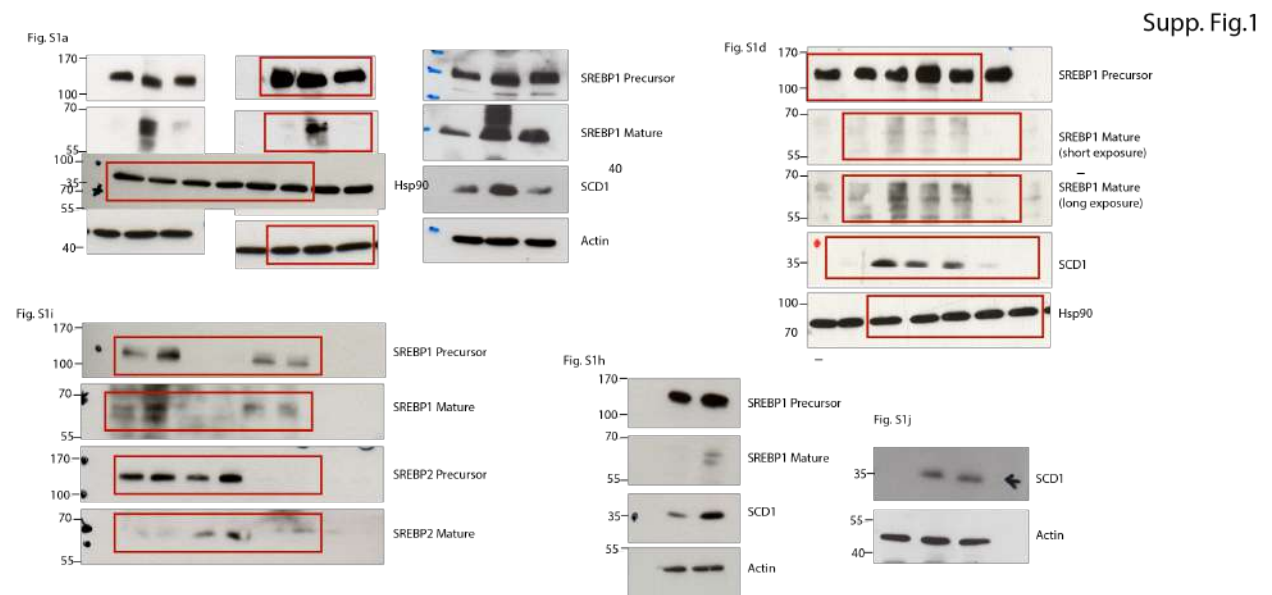 Supp. Fig.1
Fig. S1a
170
100
70
55
100
35
70
55
40
Hsp90
SREBP1 Precursor
SREBP1 Mature
40
SCD1
Actin
Fig. S1d
170
100
70
55
70
55
35
100
70
SREBP1 Precursor
SREBP1 Mature
(short exposure)
SREBP1 Mature
(long exposure)
SCD1
Hsp90
Fig. S1i
170
100
70
55
170
100
70
55
SREBP1 Precursor
SREBP1 Mature
SREBP2 Precursor
SREBP2 Mature
Fig. S1h
170
100
70
55
35
55
SREBP1 Precursor
SREBP1 Mature
SCD1
Actin
Fig. S1j
35
55
40
SCD1
Actin